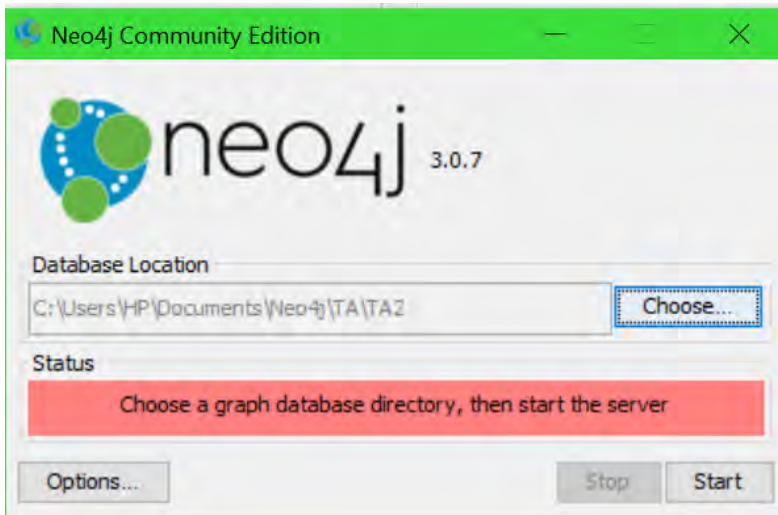 Neo4j Community Edition
neo4j 3.0.7
Database Location
C:\Users\HP\Documents\Neo4j\TA\TA2 Choose...
Status
Choose a graph database directory, then start the server
Options... Stop Start